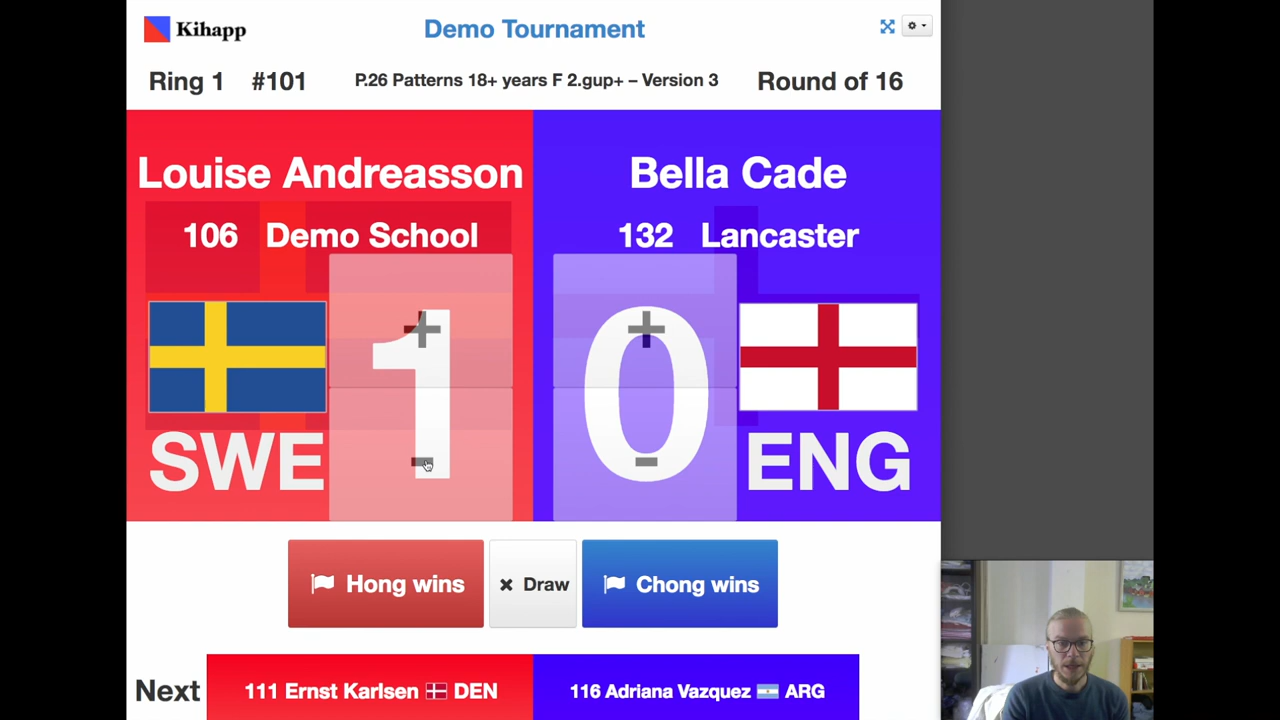 Kihapp
Demo Tournament
Ring 1 #101 P.26 Patterns 18+ years F 2.gup+ – Version 3 Round of 16
Louise Andreasson
106 Demo School
SWE
+
1
-
Bella Cade
132 Lancaster
+
0
-
ENG
Hong wins
Draw
Chong wins
Next
111 Ernst Karlsen DEN
116 Adriana Vazquez ARG